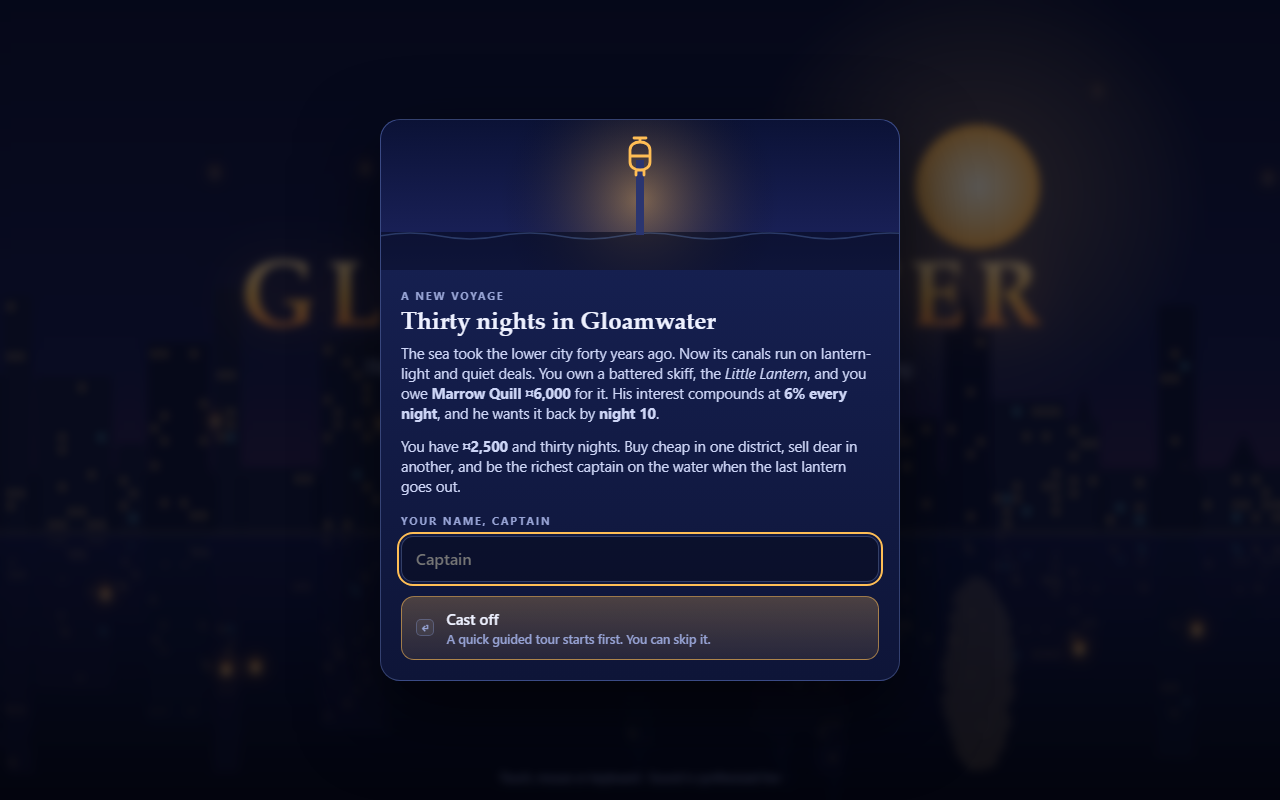 GL
ER
A NEW VOYAGE
Thirty nights in Gloamwater
The sea took the lower city forty years ago. Now its canals run on lantern-
light and quiet deals. You own a battered skiff, the Little Lantern, and you
owe Marrow Quill ¤6,000 for it. His interest compounds at 6% every
night, and he wants it back by night 10.
You have ¤2,500 and thirty nights. Buy cheap in one district, sell dear in
another, and be the richest captain on the water when the last lantern
goes out.
YOUR NAME, CAPTAIN
Captain
Cast off
A quick guided tour starts first. You can skip it.